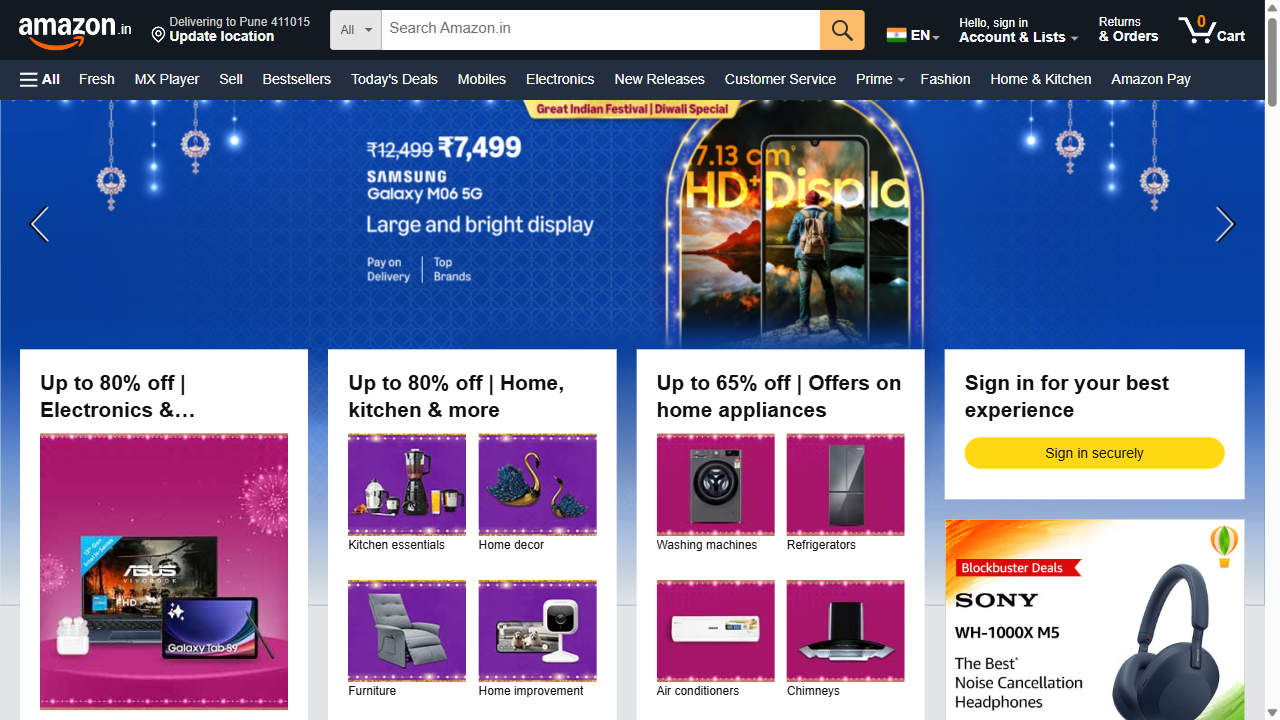 amazon.in
Delivering to Pune 411015
Update location
All
Search Amazon.in
EN
Hello, sign in
Account & Lists
Returns
& Orders
0
Cart
All
Fresh
MX Player
Sell
Bestsellers
Today's Deals
Mobiles
Electronics
New Releases
Customer Service
Prime
Fashion
Home & Kitchen
Amazon Pay
Great Indian Festival | Diwali Special
₹12,499 ₹7,499
SAMSUNG
Galaxy M06 5G
Large and bright display
Pay on
Delivery
Top
Brands
17.13 cm
HD+ Displa
Up to 80% off |
Electronics &…
ASUS
VIVOBOOK
FHD
Galaxy Tab S9
Up to 80% off | Home,
kitchen & more
Kitchen essentials
Home decor
Furniture
Home improvement
Up to 65% off | Offers on
home appliances
Washing machines
Refrigerators
Air conditioners
Chimneys
Sign in for your best
experience
Sign in securely
Blockbuster Deals
SONY
WH-1000X M5
The Best*
Noise Cancellation
Headphones